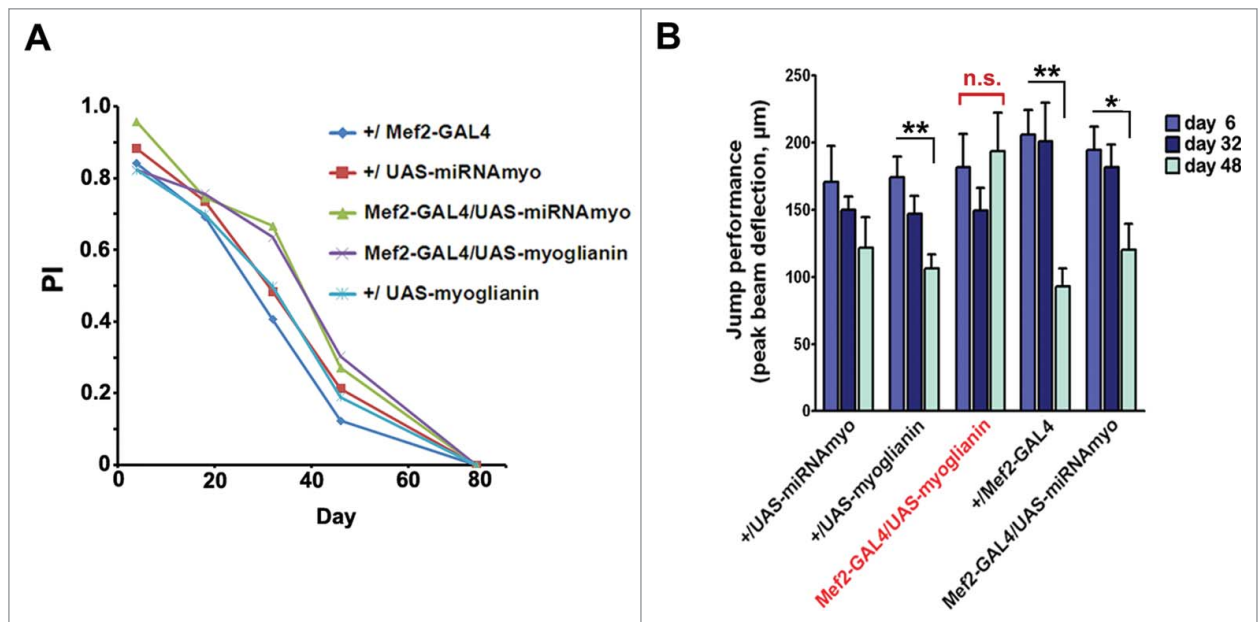 A
PI
1.0
0.8
0.6
0.4
0.2
0
0
20
40
60
80
Day
+/ Mef2-GAL4
+/ UAS-miRNAmyo
Mef2-GAL4/UAS-miRNAmyo
Mef2-GAL4/UAS-myoglianin
+/ UAS-myoglianin
B
Jump performance
(peak beam deflection, µm)
250
200
150
100
50
0
**
n.s.
**
*
day 6
day 32
day 48
+/UAS-miRNAmyo
+/UAS-myoglianin
Mef2-GAL4/UAS-myoglianin
+/Mef2-GAL4
Mef2-GAL4/UAS-miRNAmyo